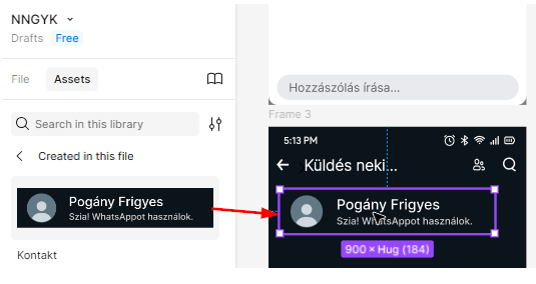 NNGYK
Drafts Free
File Assets
Search in this library
Created in this file
Pogány Frigyes
Szia! WhatsAppot használok.
Kontakt
Hozzászólás írása...
Frame 3
5:13 PM
Küldés neki...
Pogány Frigyes
Szia! WhatsAppot használok.
900 × Hug (184)